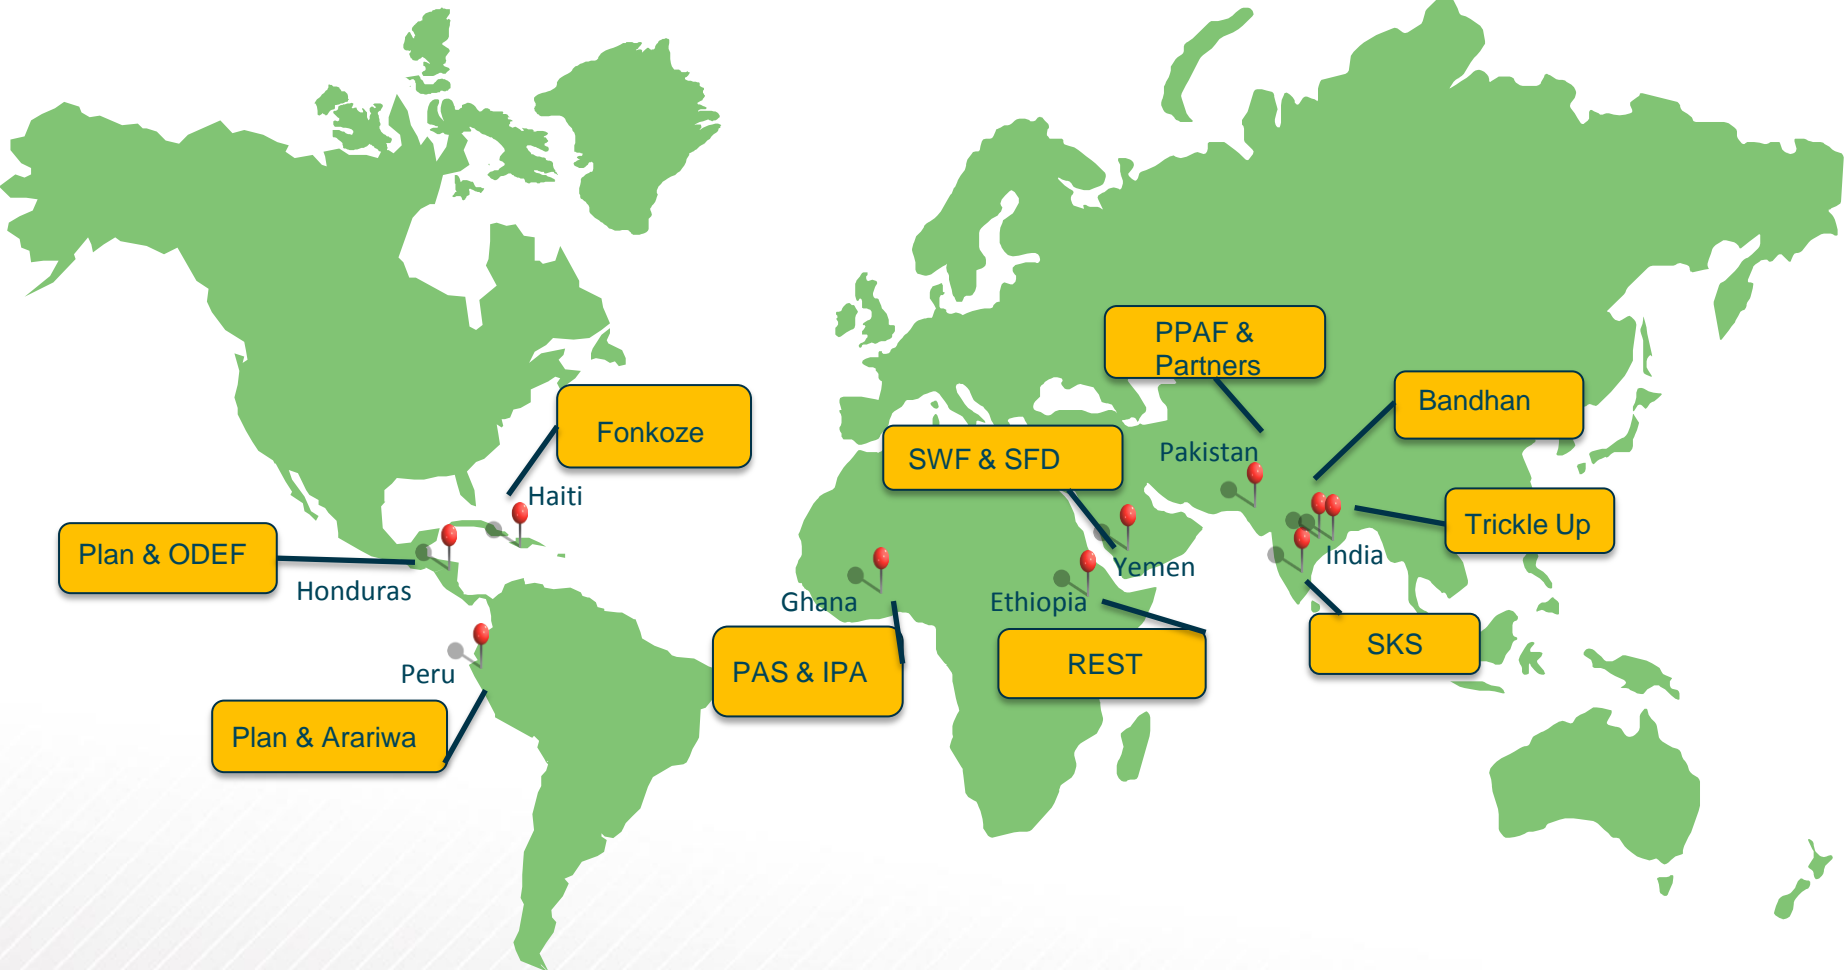 PPAF &
Partners
Bandhan
Fonkoze
SWF & SFD
Pakistan
Haiti
Trickle Up
Plan & ODEF
India
Yemen
Honduras
Ghana
Ethiopia
SKS
REST
PAS & IPA
Peru
Plan & Arariwa